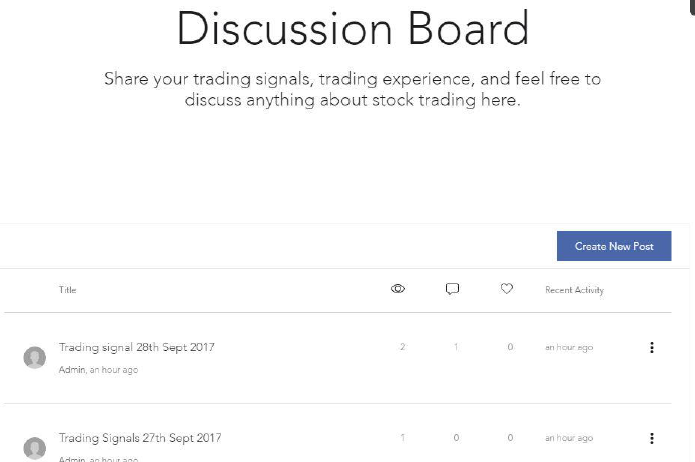 Discussion Board
Share your trading signals, trading experience, and feel free to
discuss anything about stock trading here.
Create New Post
Title
Recent Activity
Trading signal 28th Sept 2017
2
1
0
an hour ago
Admin, an hour ago
Trading Signals 27th Sept 2017
1
0
0
an hour ago
Admin, an hour ago